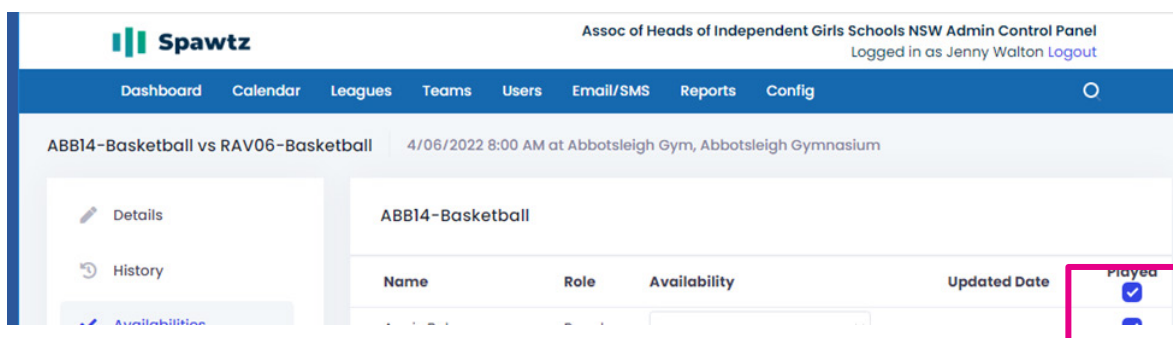 Spawtz
Assoc of Heads of Independent Girls Schools NSW Admin Control Panel
Logged in as Jenny Walton Logout
Dashboard Calendar Leagues Teams Users Email/SMS Reports Config
ABB14-Basketball vs RAV06-Basketball 4/06/2022 8:00 AM at Abbotsleigh Gym, Abbotsleigh Gymnasium
Details
ABB14-Basketball
History
Name Role Availability Updated Date Played
Availabilities